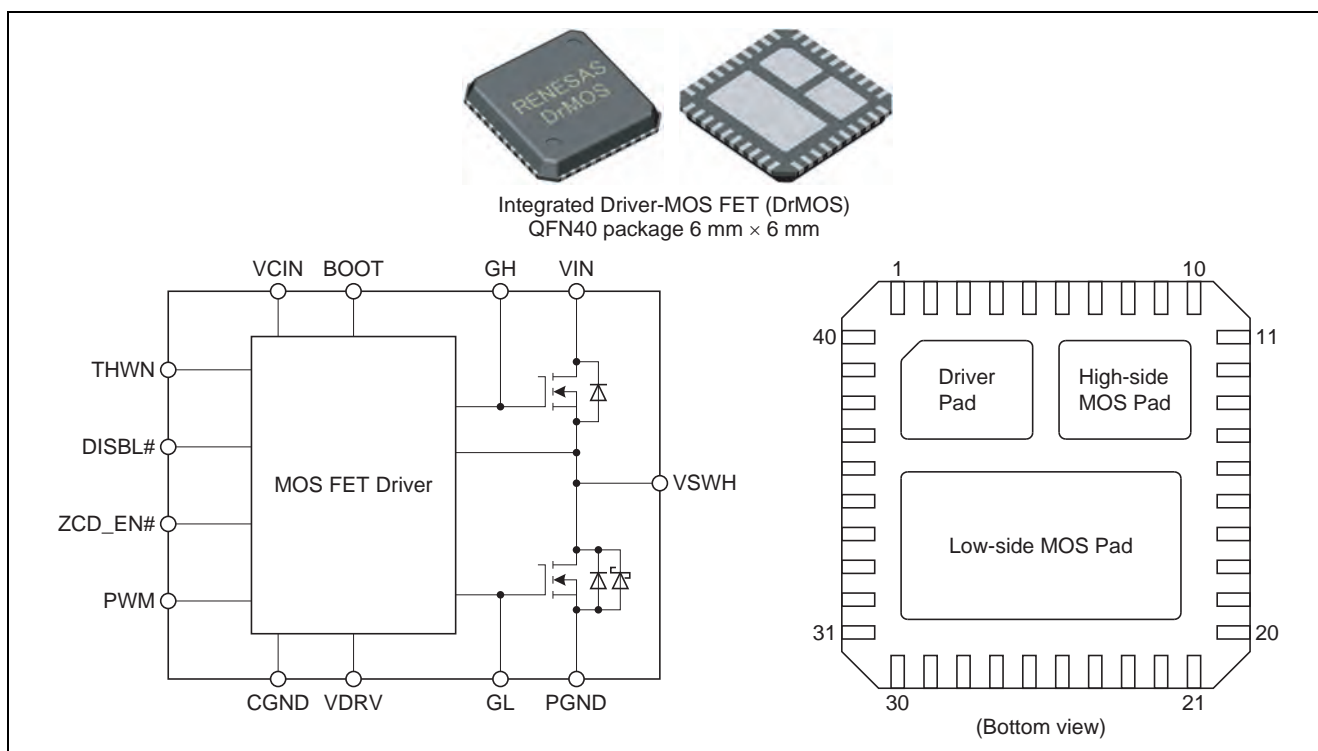 RENESAS
DrMOS
Integrated Driver-MOS FET (DrMOS)
QFN40 package 6 mm × 6 mm
VCIN BOOT GH VIN
THWN
DISBL#
ZCD_EN#
PWM
MOS FET Driver
VSWH
CGND VDRV GL PGND
1 10
40 11
Driver
Pad
High-side
MOS Pad
Low-side MOS Pad
31 20
30 21
(Bottom view)